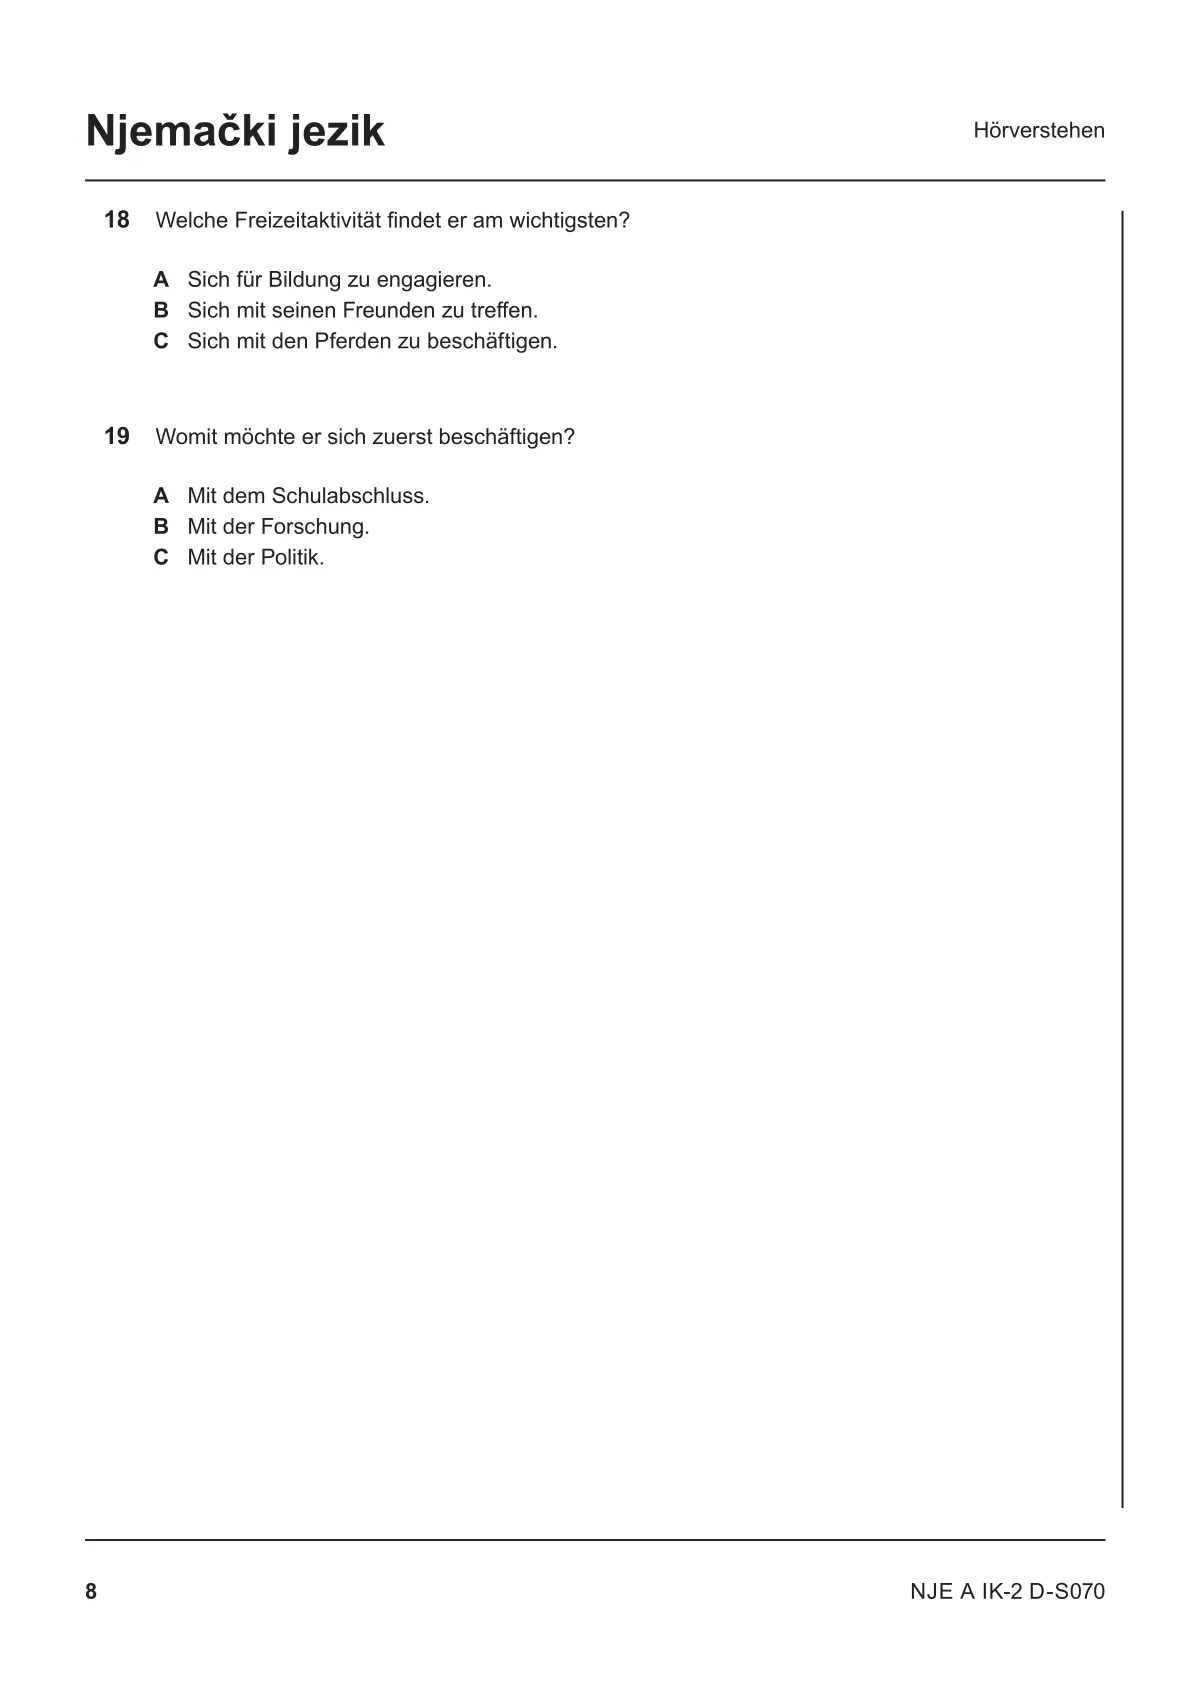 Njemački jezik
Hörverstehen
18 Welche Freizeitaktivität findet er am wichtigsten?
A Sich für Bildung zu engagieren.
B Sich mit seinen Freunden zu treffen.
C Sich mit den Pferden zu beschäftigen.
19 Womit möchte er sich zuerst beschäftigen?
A Mit dem Schulabschluss.
B Mit der Forschung.
C Mit der Politik.
8
NJE A IK-2 D-S070